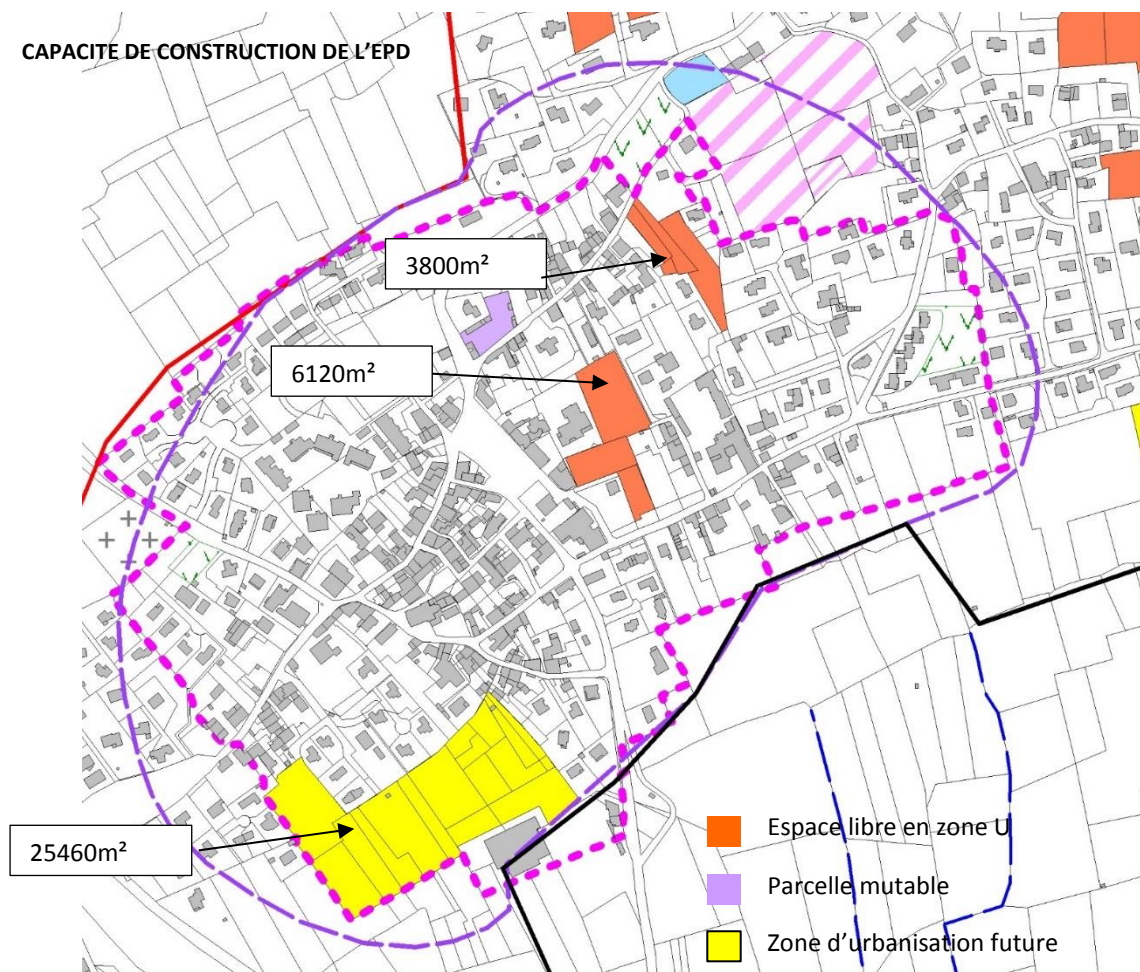 CAPACITE DE CONSTRUCTION DE L'EPD
3800m²
6120m²
25460m²
Espace libre en zone U
Parcelle mutable
Zone d'urbanisation future